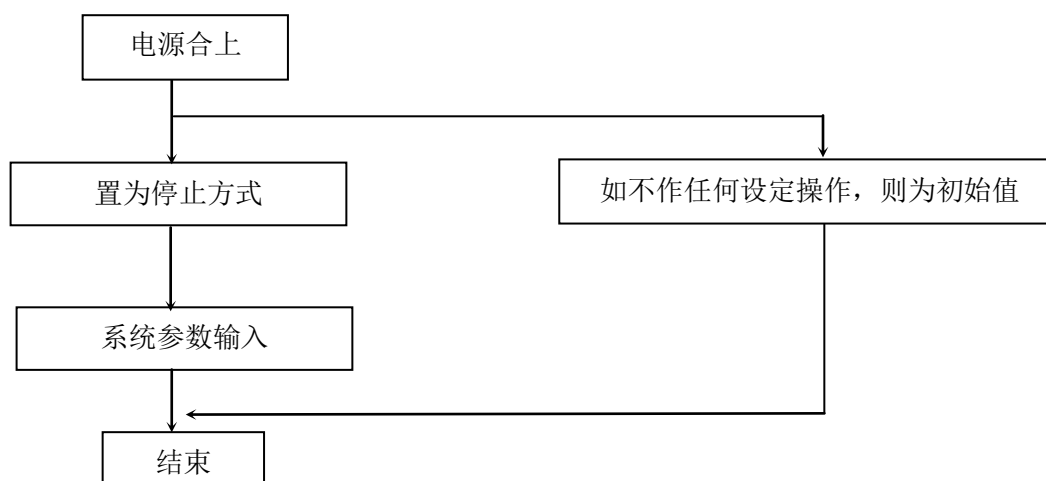 电源合上
置为停止方式
如不作任何设定操作，则为初始值
系统参数输入
结束